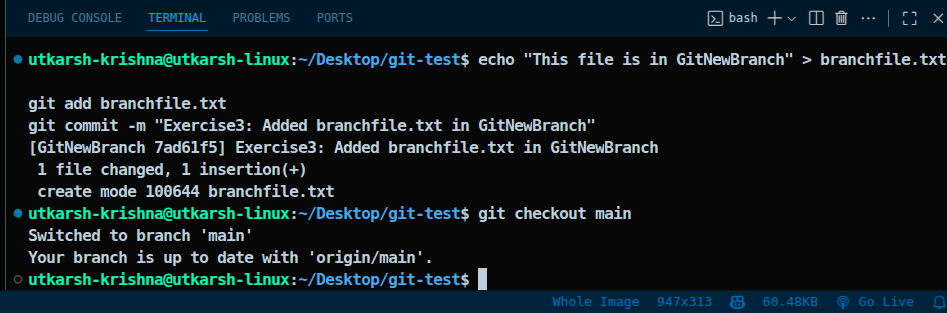 DEBUG CONSOLE TERMINAL PROBLEMS PORTS bash
utkarsh-krishna@utkarsh-linux:~/Desktop/git-test$ echo "This file is in GitNewBranch" > branchfile.txt
git add branchfile.txt
git commit -m "Exercise3: Added branchfile.txt in GitNewBranch"
[GitNewBranch 7ad61f5] Exercise3: Added branchfile.txt in GitNewBranch
1 file changed, 1 insertion(+)
create mode 100644 branchfile.txt
utkarsh-krishna@utkarsh-linux:~/Desktop/git-test$ git checkout main
Switched to branch 'main'
Your branch is up to date with 'origin/main'.
utkarsh-krishna@utkarsh-linux:~/Desktop/git-test$
Whole Image 947x313 60.48KB Go Live